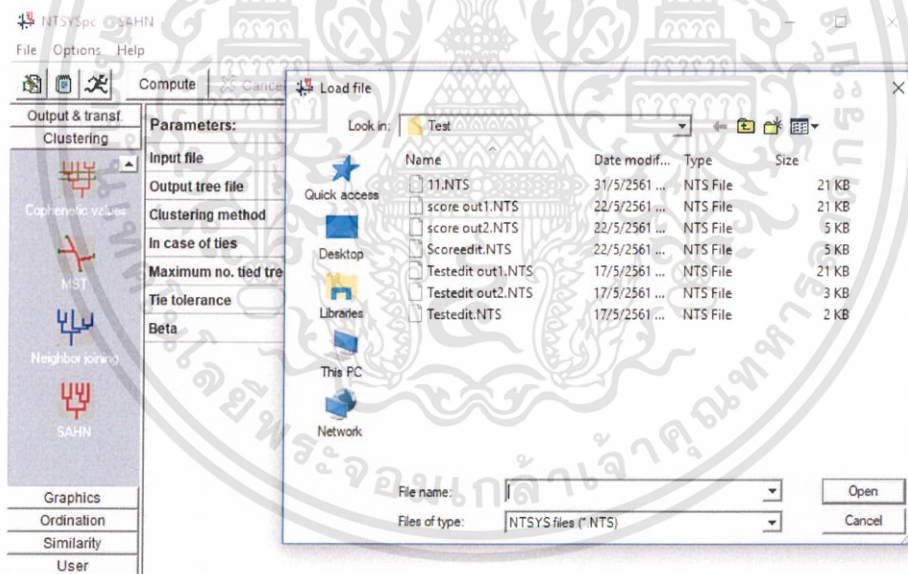 NTSYSpc SAHN
File Options Help
Compute Cance
Output & transf.
Clustering
Cophenetic values
MST
Neighbor joining
SAHN
Graphics
Ordination
Similarity
User
Parameters:
Input file
Output tree file
Clustering method
In case of ties
Maximum no. tied tre
Tie tolerance
Beta
Load file
Look in: Test
Quick access
Desktop
Libraries
This PC
Network
Name Date modif... Type Size
11.NTS 31/5/2561 ... NTS File 21 KB
score out1.NTS 22/5/2561 ... NTS File 21 KB
score out2.NTS 22/5/2561 ... NTS File 5 KB
Scoreedit.NTS 22/5/2561 ... NTS File 5 KB
Testedit out1.NTS 17/5/2561 ... NTS File 21 KB
Testedit out2.NTS 17/5/2561 ... NTS File 3 KB
Testedit.NTS 17/5/2561 ... NTS File 2 KB
File name: Open
Files of type: NTSYS files (*.NTS) Cancel